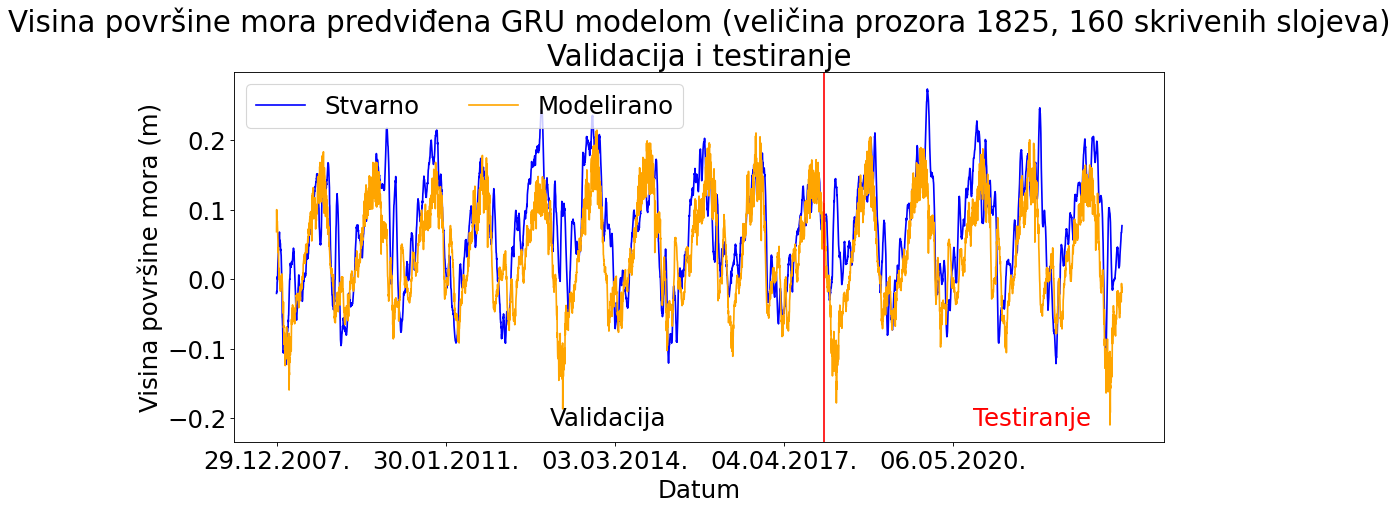 Visina površine mora predviđena GRU modelom (veličina prozora 1825, 160 skrivenih slojeva)
Validacija i testiranje
Stvarno
Modelirano
Visina površine mora (m)
0.2
0.1
0.0
−0.1
−0.2
Validacija
Testiranje
29.12.2007.
30.01.2011.
03.03.2014.
04.04.2017.
06.05.2020.
Datum